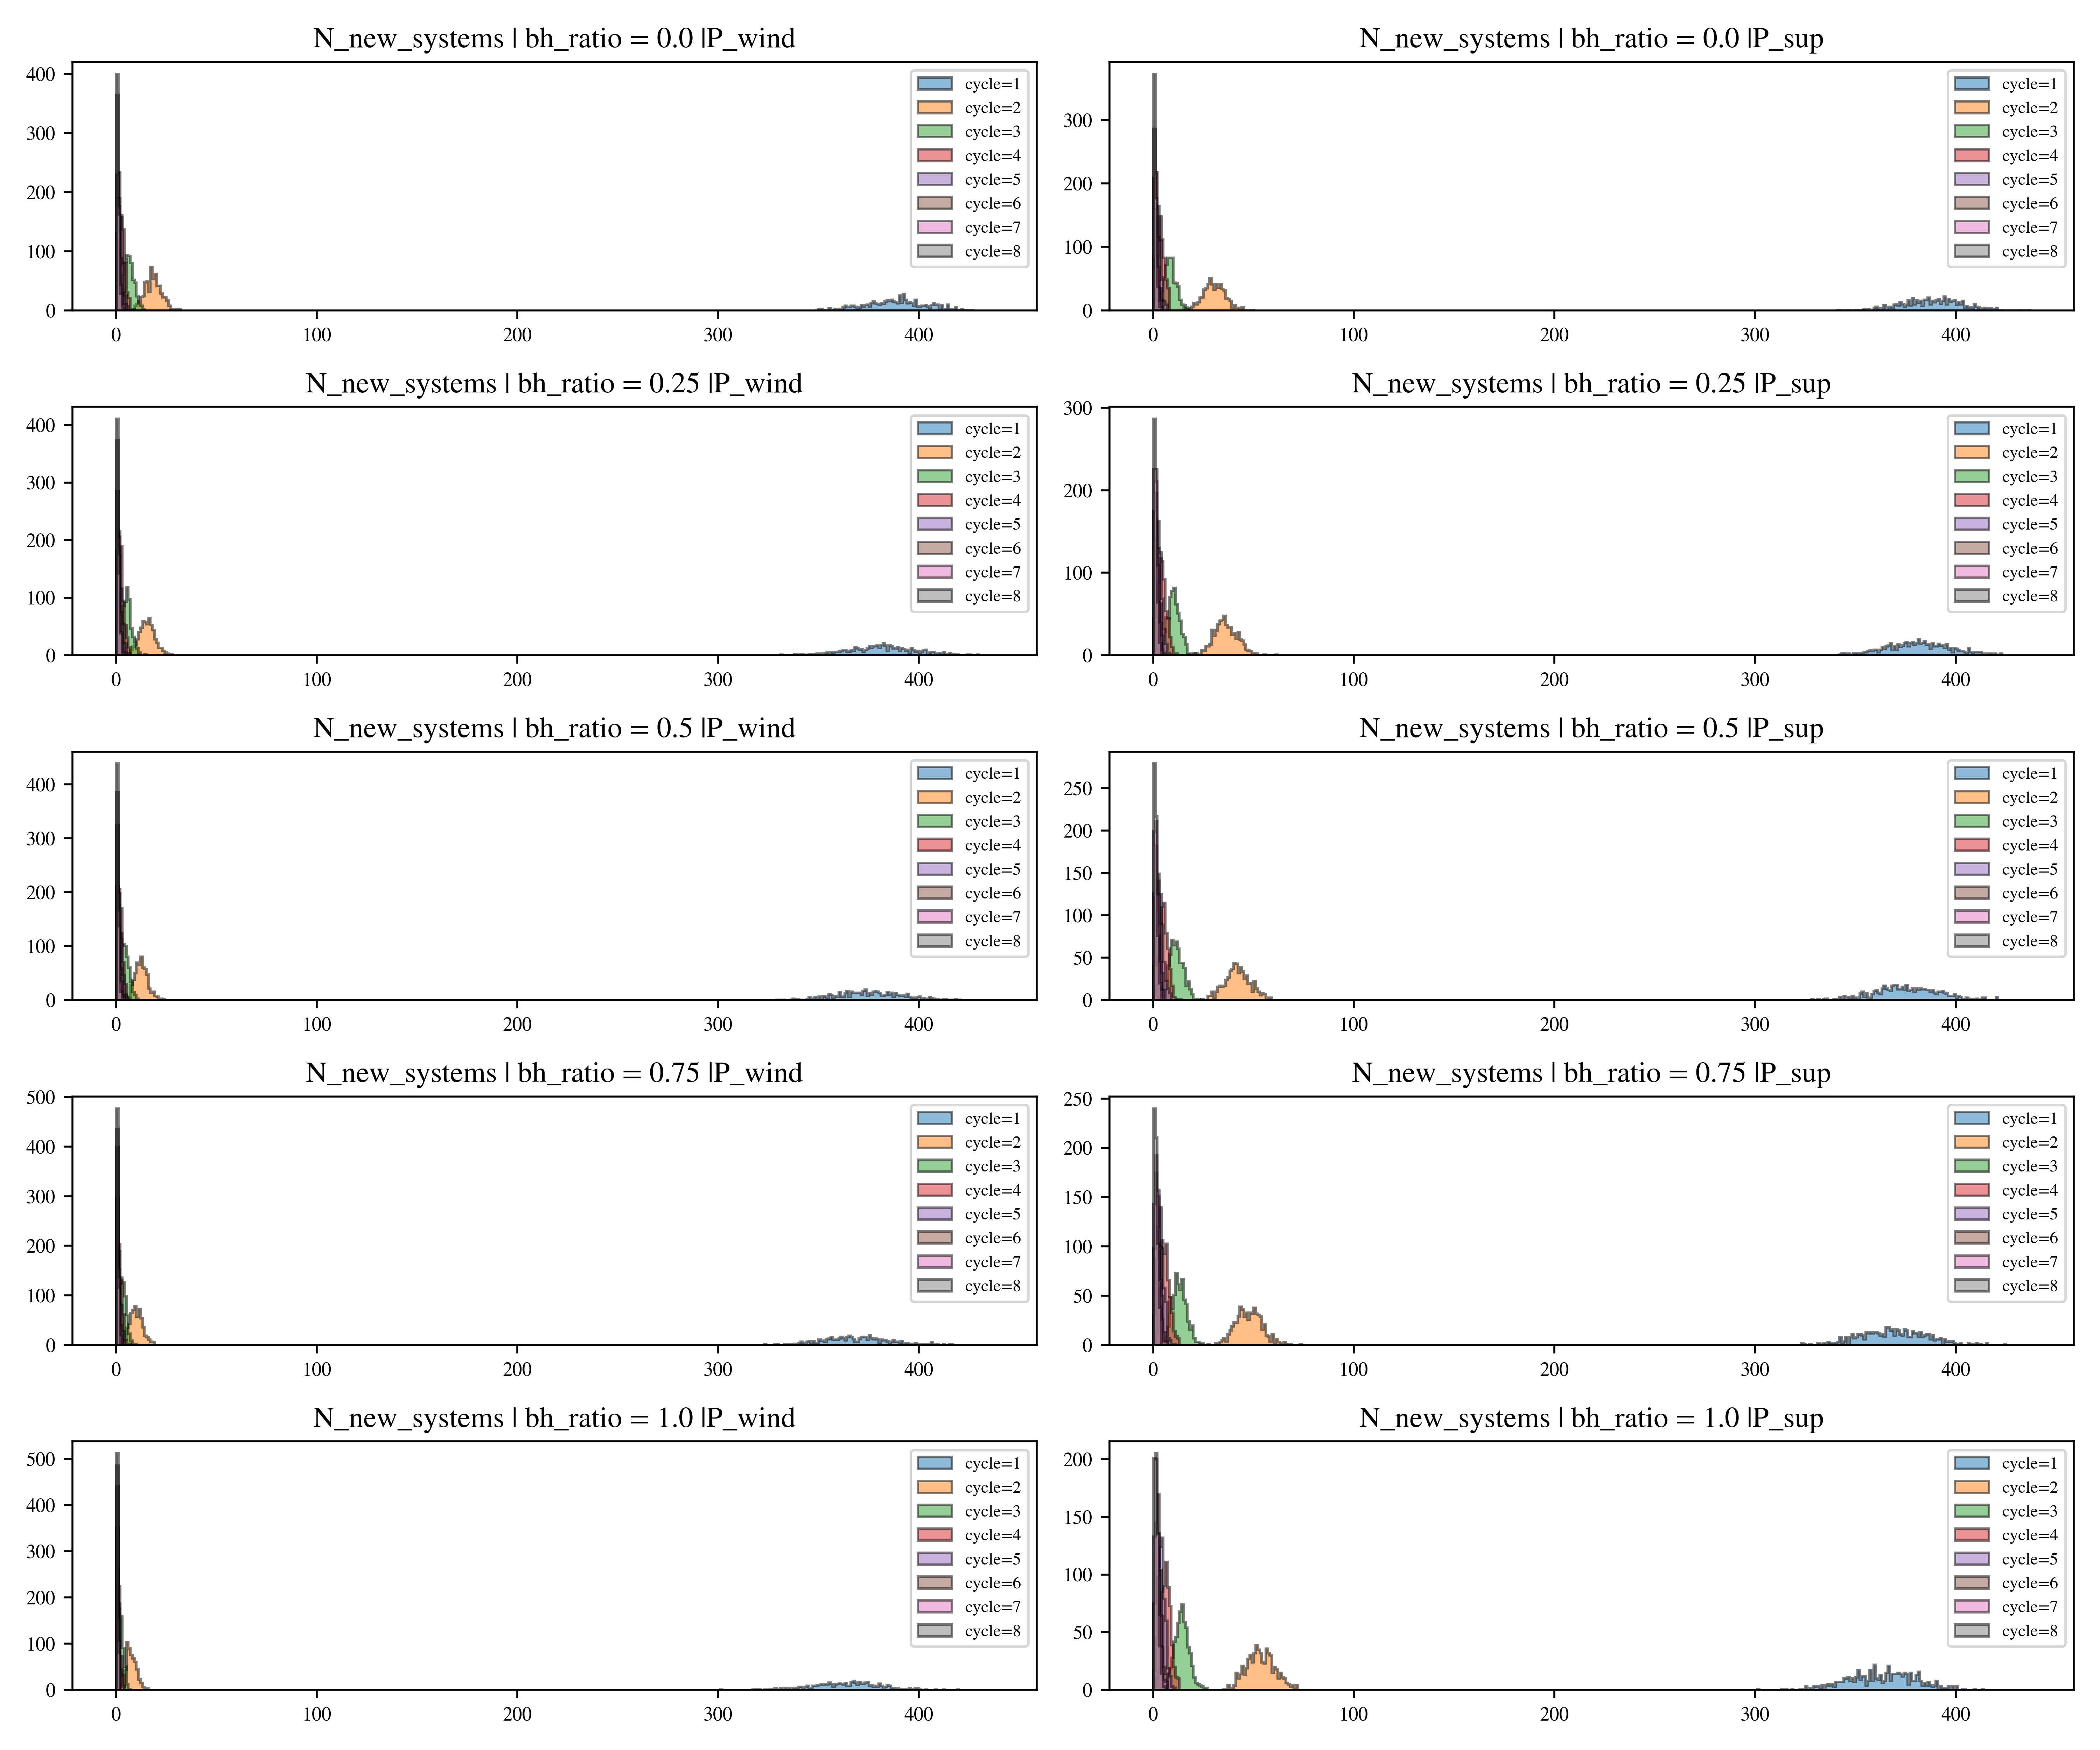 N_new_systems | bh_ratio = 0.0 |P_wind
400
300
200
100
0
0 100 200 300 400
cycle=1
cycle=2
cycle=3
cycle=4
cycle=5
cycle=6
cycle=7
cycle=8
N_new_systems | bh_ratio = 0.0 |P_sup
300
200
100
0
0 100 200 300 400
cycle=1
cycle=2
cycle=3
cycle=4
cycle=5
cycle=6
cycle=7
cycle=8
N_new_systems | bh_ratio = 0.25 |P_wind
400
300
200
100
0
0 100 200 300 400
cycle=1
cycle=2
cycle=3
cycle=4
cycle=5
cycle=6
cycle=7
cycle=8
N_new_systems | bh_ratio = 0.25 |P_sup
300
200
100
0
0 100 200 300 400
cycle=1
cycle=2
cycle=3
cycle=4
cycle=5
cycle=6
cycle=7
cycle=8
N_new_systems | bh_ratio = 0.5 |P_wind
400
300
200
100
0
0 100 200 300 400
cycle=1
cycle=2
cycle=3
cycle=4
cycle=5
cycle=6
cycle=7
cycle=8
N_new_systems | bh_ratio = 0.5 |P_sup
250
200
150
100
50
0
0 100 200 300 400
cycle=1
cycle=2
cycle=3
cycle=4
cycle=5
cycle=6
cycle=7
cycle=8
N_new_systems | bh_ratio = 0.75 |P_wind
500
400
300
200
100
0
0 100 200 300 400
cycle=1
cycle=2
cycle=3
cycle=4
cycle=5
cycle=6
cycle=7
cycle=8
N_new_systems | bh_ratio = 0.75 |P_sup
250
200
150
100
50
0
0 100 200 300 400
cycle=1
cycle=2
cycle=3
cycle=4
cycle=5
cycle=6
cycle=7
cycle=8
N_new_systems | bh_ratio = 1.0 |P_wind
500
400
300
200
100
0
0 100 200 300 400
cycle=1
cycle=2
cycle=3
cycle=4
cycle=5
cycle=6
cycle=7
cycle=8
N_new_systems | bh_ratio = 1.0 |P_sup
200
150
100
50
0
0 100 200 300 400
cycle=1
cycle=2
cycle=3
cycle=4
cycle=5
cycle=6
cycle=7
cycle=8